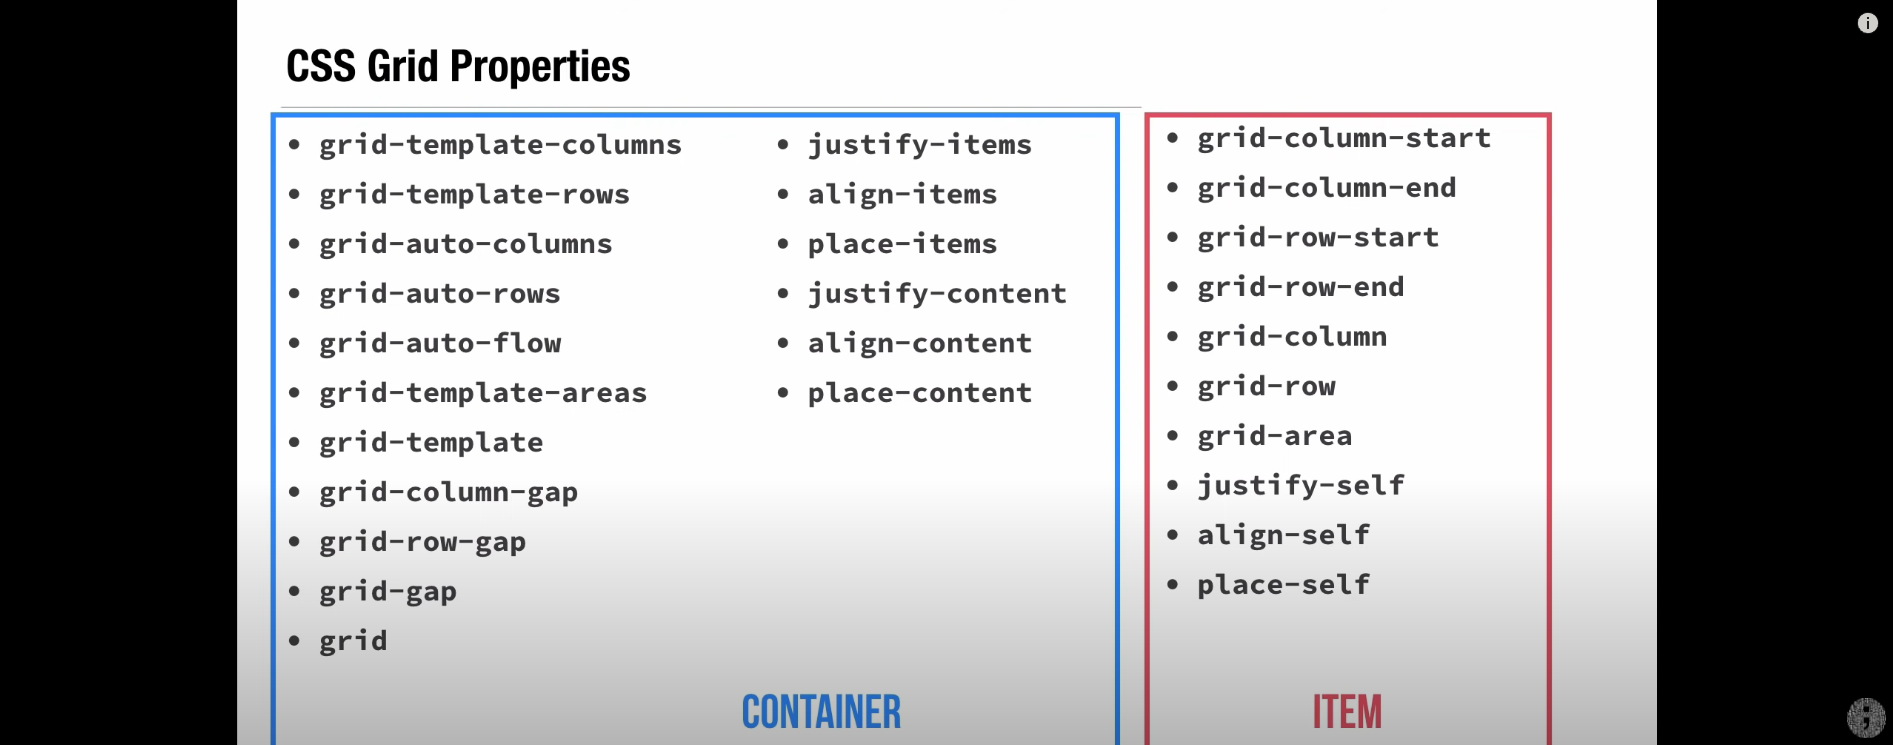 CSS Grid Properties
• grid-template-columns
• grid-template-rows
• grid-auto-columns
• grid-auto-rows
• grid-auto-flow
• grid-template-areas
• grid-template
• grid-column-gap
• grid-row-gap
• grid-gap
• grid
• justify-items
• align-items
• place-items
• justify-content
• align-content
• place-content
CONTAINER
• grid-column-start
• grid-column-end
• grid-row-start
• grid-row-end
• grid-column
• grid-row
• grid-area
• justify-self
• align-self
• place-self
ITEM